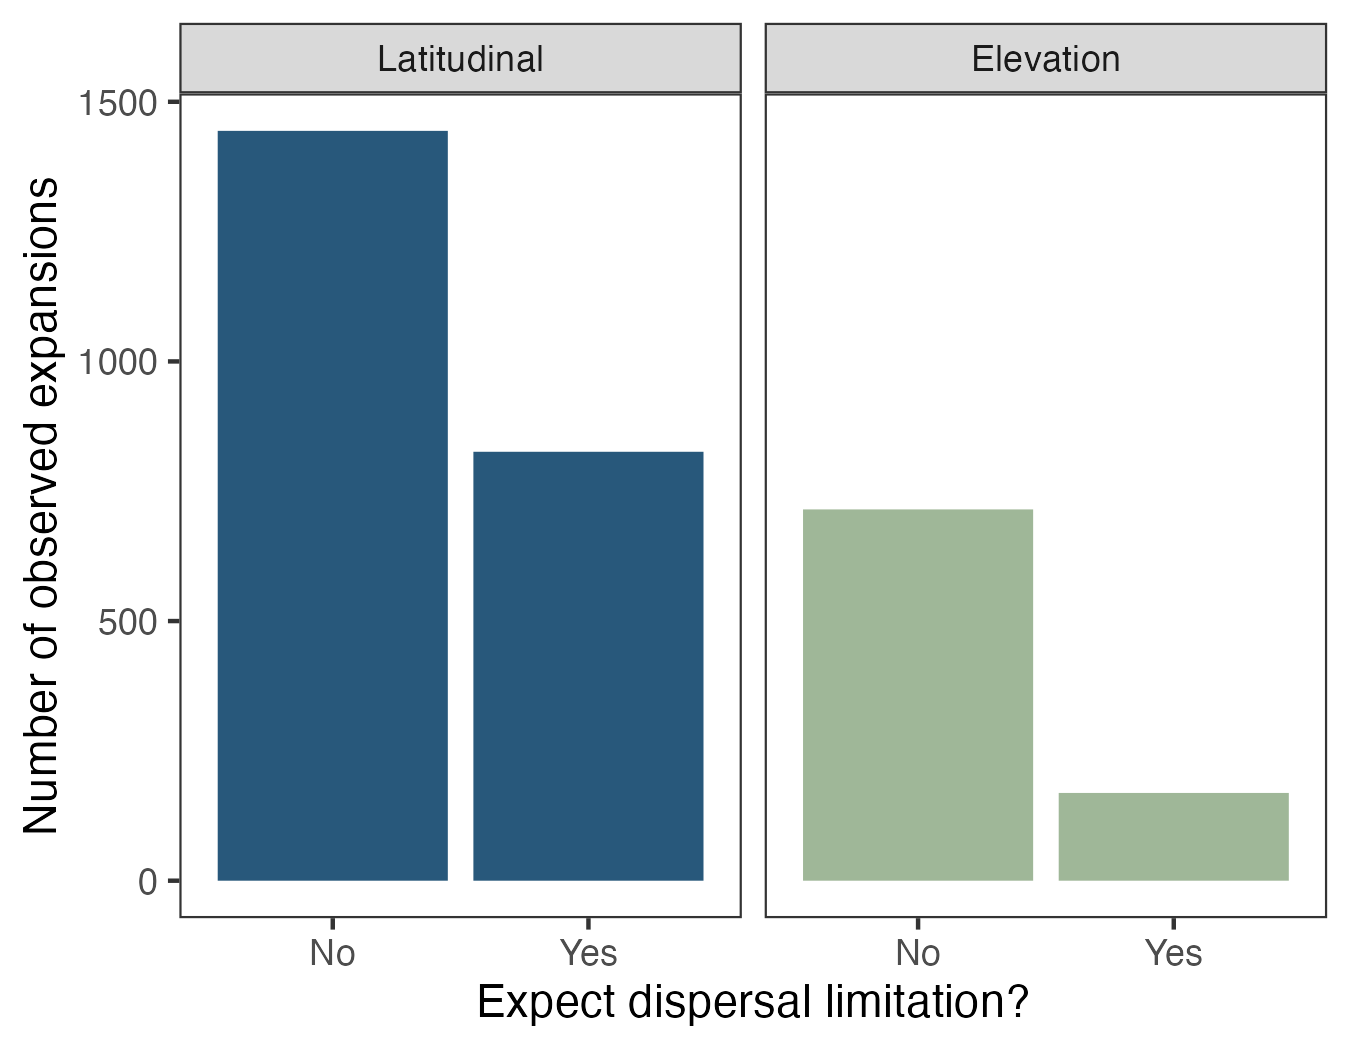 Latitudinal
Elevation
Number of observed expansions
1500
1000
500
0
No
Yes
No
Yes
Expect dispersal limitation?